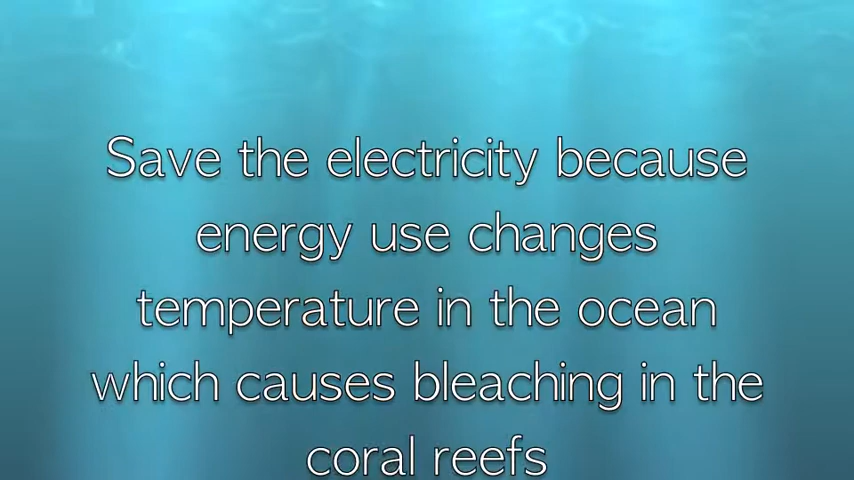 Save the electricity because
energy use changes
temperature in the ocean
which causes bleaching in the
coral reefs